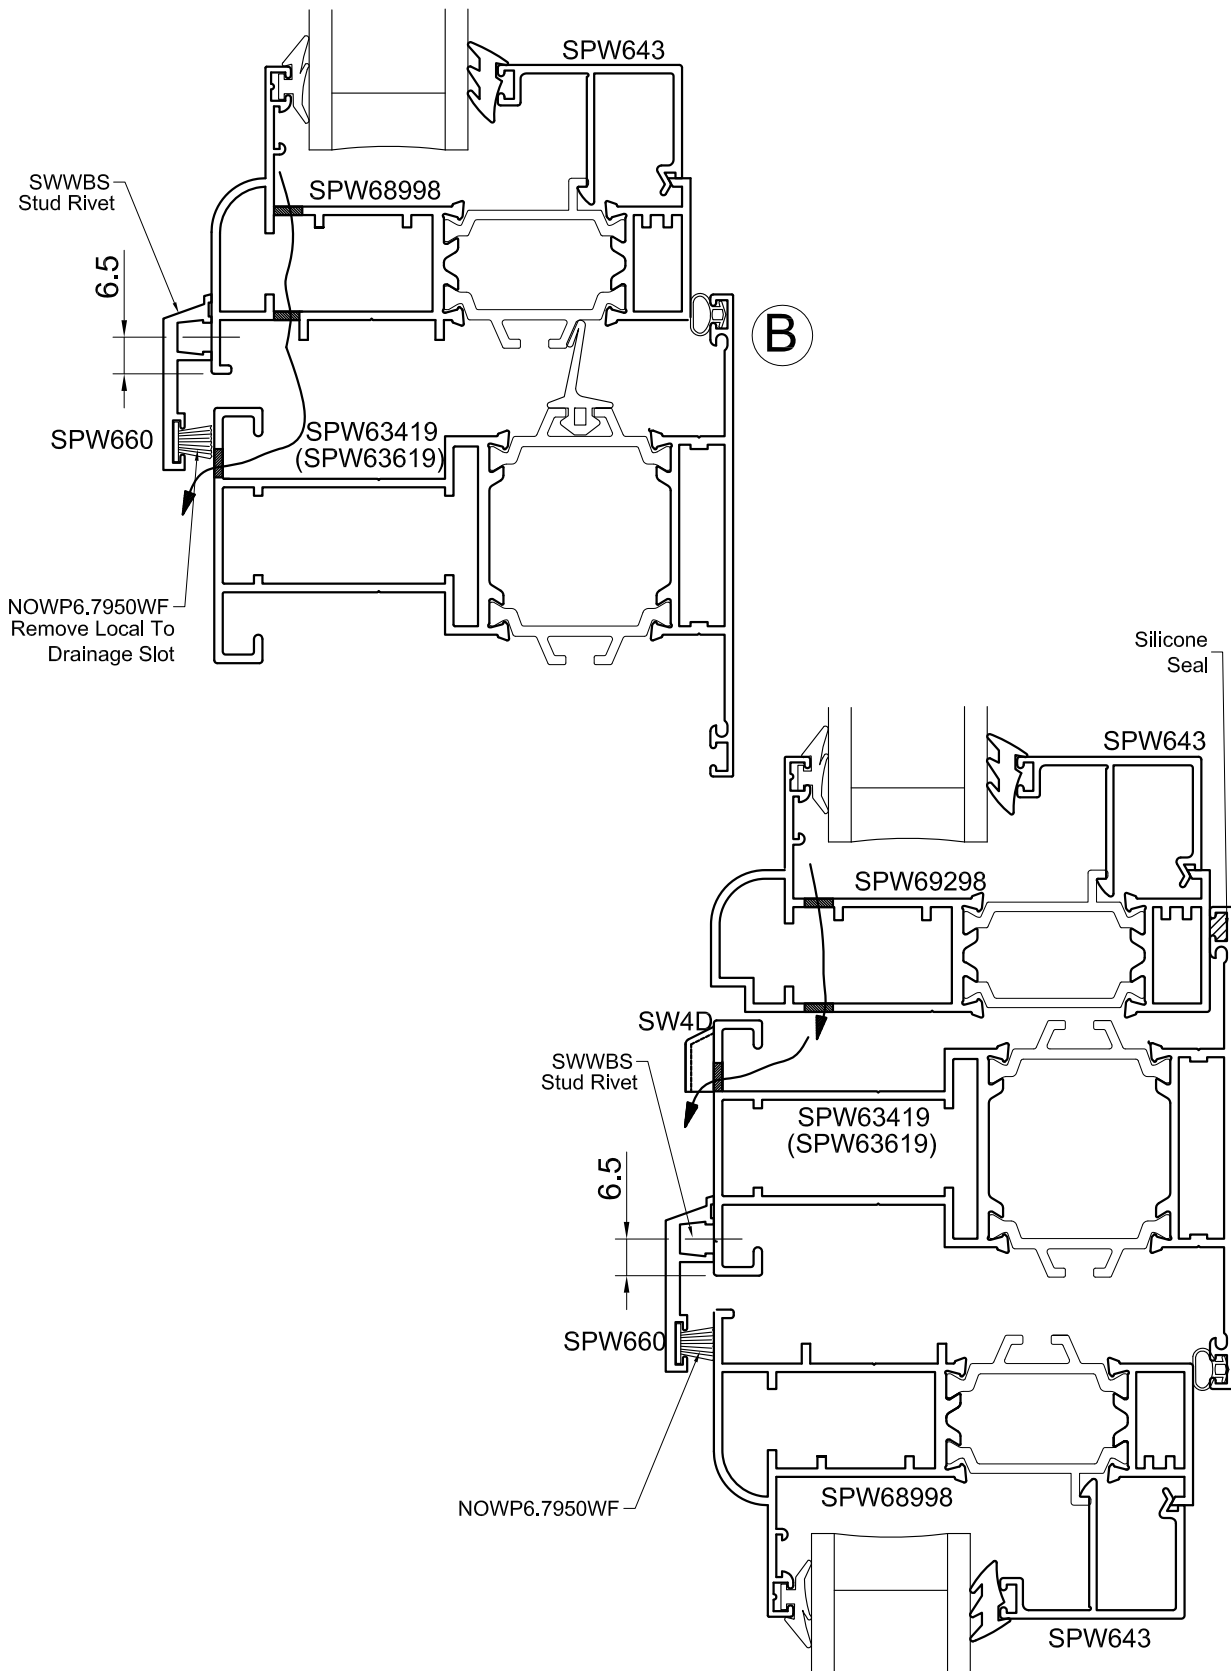 SPW643
SWWBS
Stud Rivet
SPW68998
6.5
B
SPW660
SPW63419
(SPW63619)
NOWP6.7950WF
Remove Local To
Drainage Slot
Silicone
Seal
SPW643
SPW69298
SW4D
SWWBS
Stud Rivet
SPW63419
(SPW63619)
6.5
SPW660
NOWP6.7950WF
SPW68998
SPW643